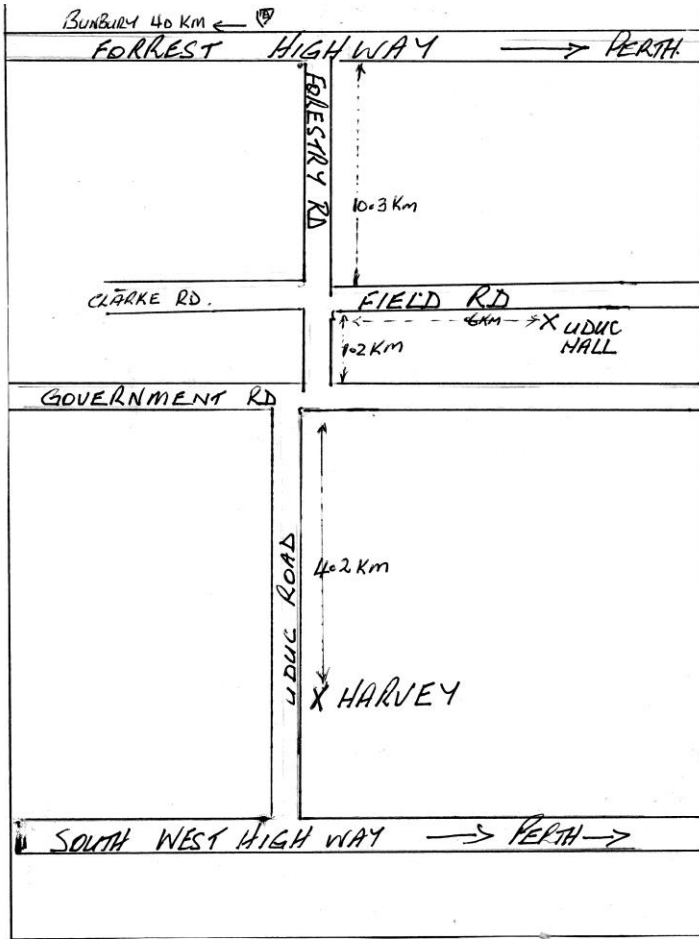 BUNBURY 40 KM ←
FORREST HIGHWAY → PERTH
FORESTRY RD
10.3 Km
CLARKE RD.
FIELD RD
6KM
X UDUC
HALL
1.2 KM
GOVERNMENT RD
UDUC ROAD
4.2 Km
X HARVEY
SOUTH WEST HIGHWAY → PERTH →